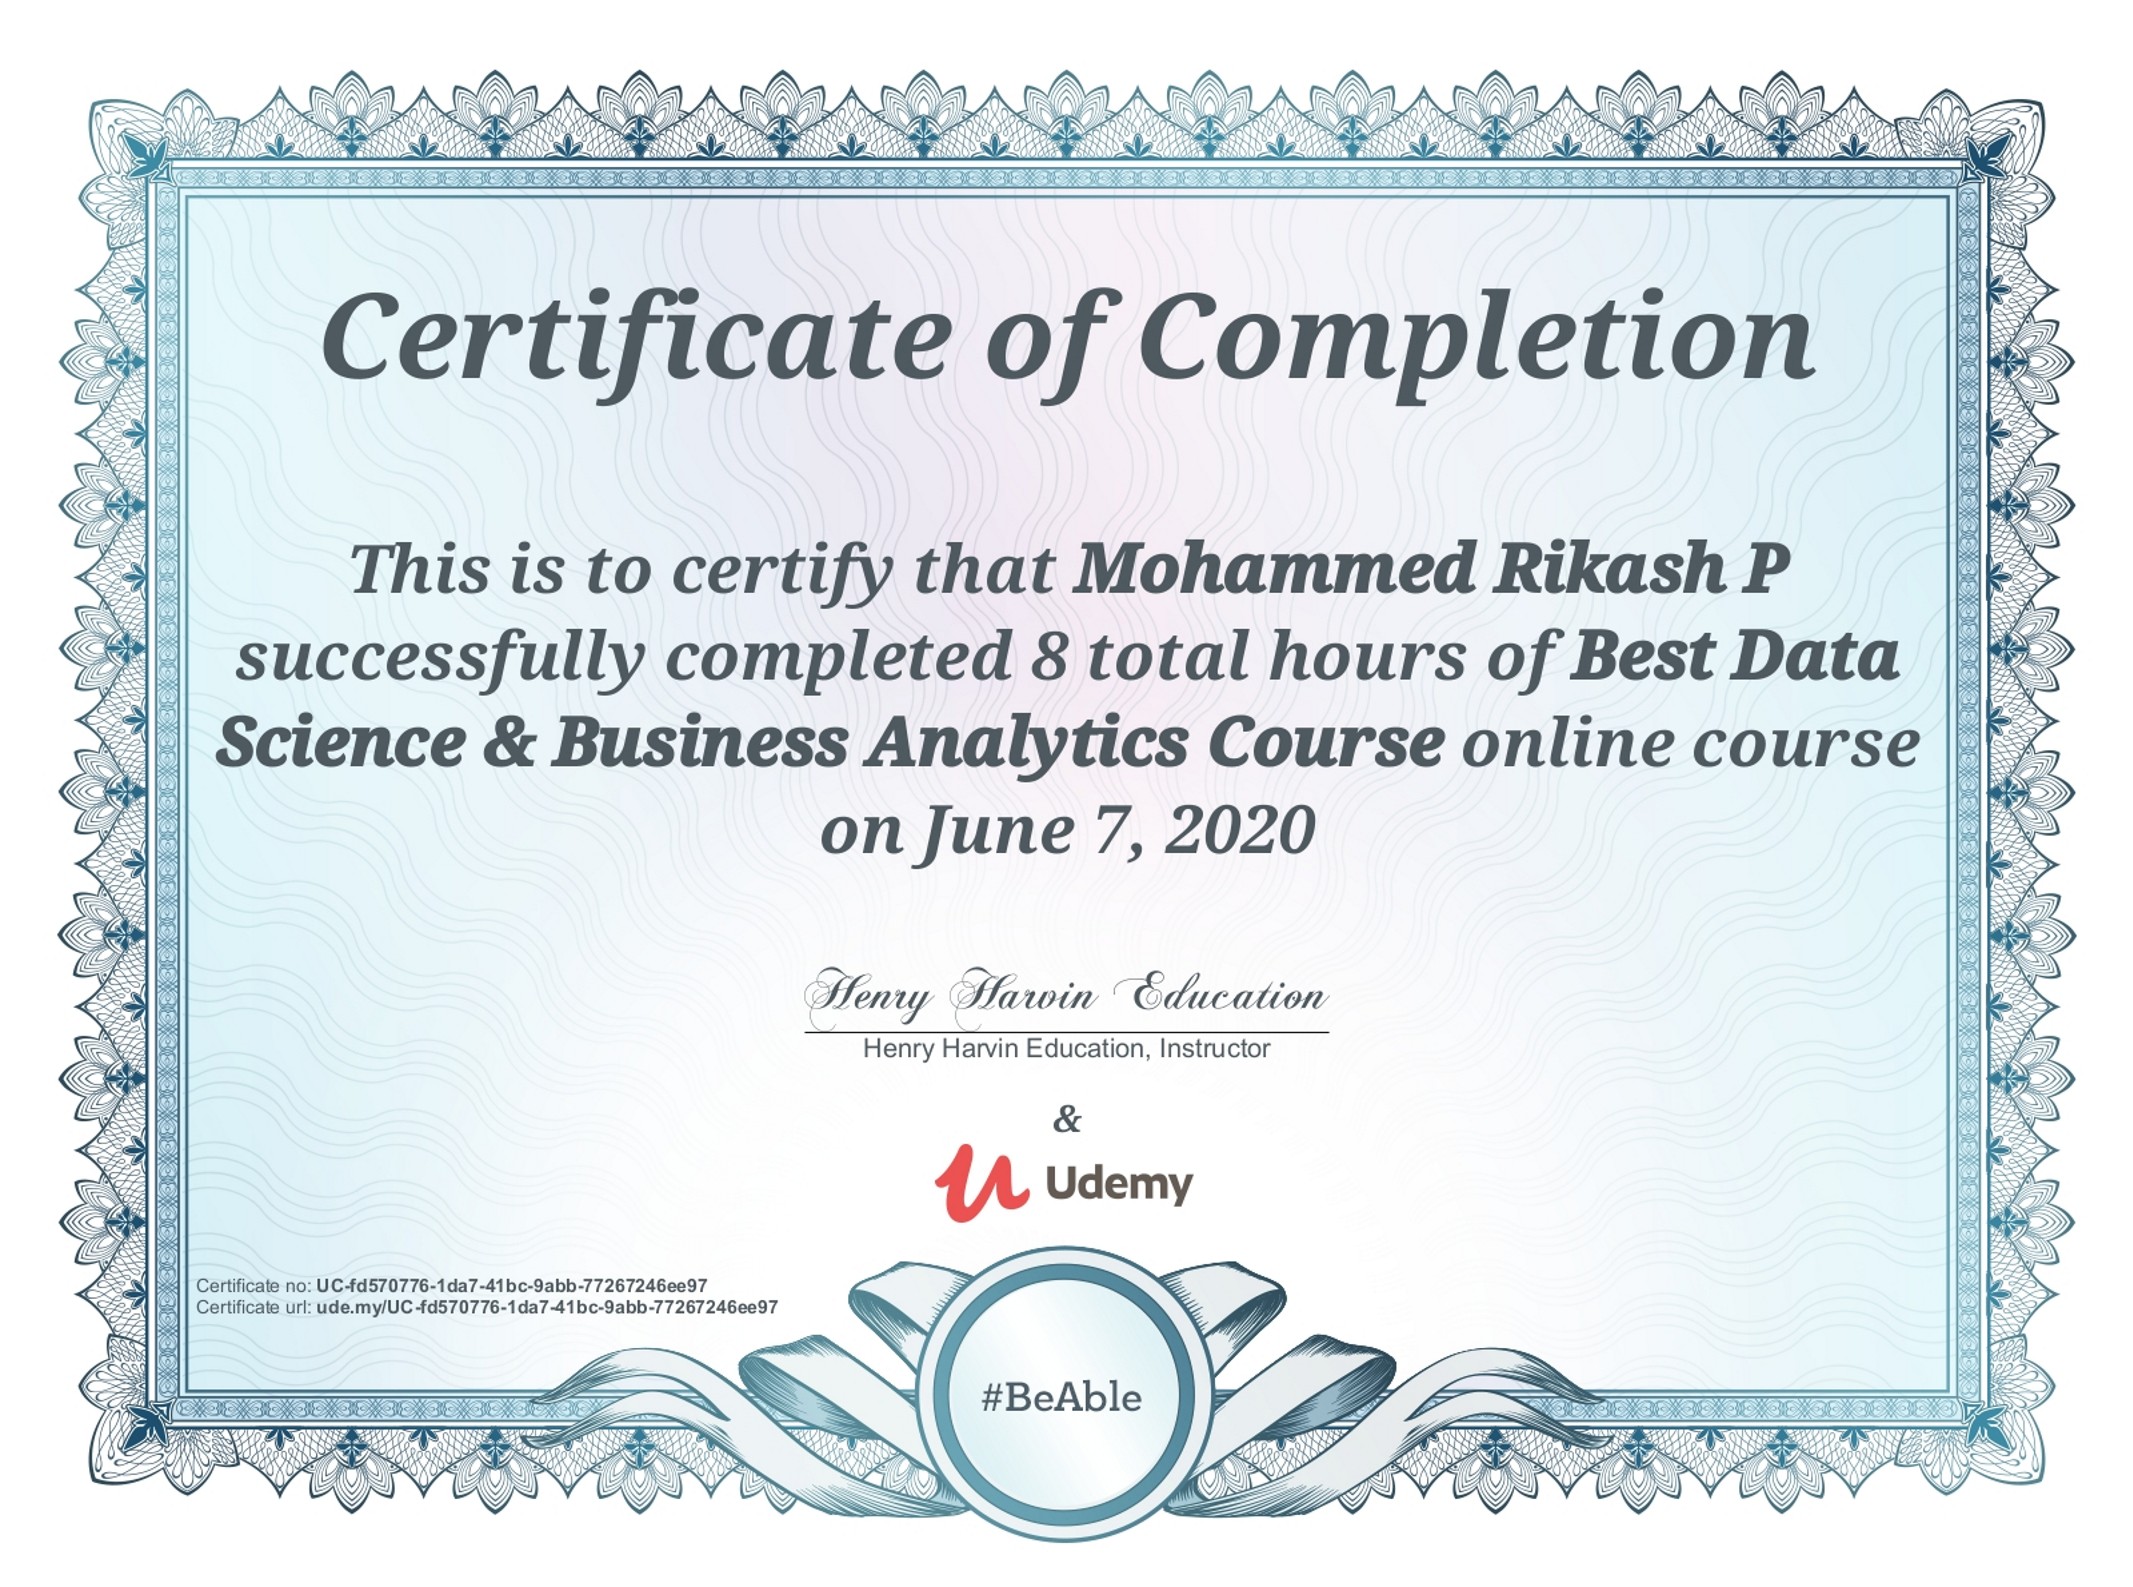 Certificate of Completion
This is to certify that Mohammed Rikash P
successfully completed 8 total hours of Best Data
Science & Business Analytics Course online course
on June 7, 2020
Henry Harvin Education
Henry Harvin Education, Instructor
&
Udemy
Certificate no: UC-fd570776-1da7-41bc-9abb-77267246ee97
Certificate url: ude.my/UC-fd570776-1da7-41bc-9abb-77267246ee97
#BeAble